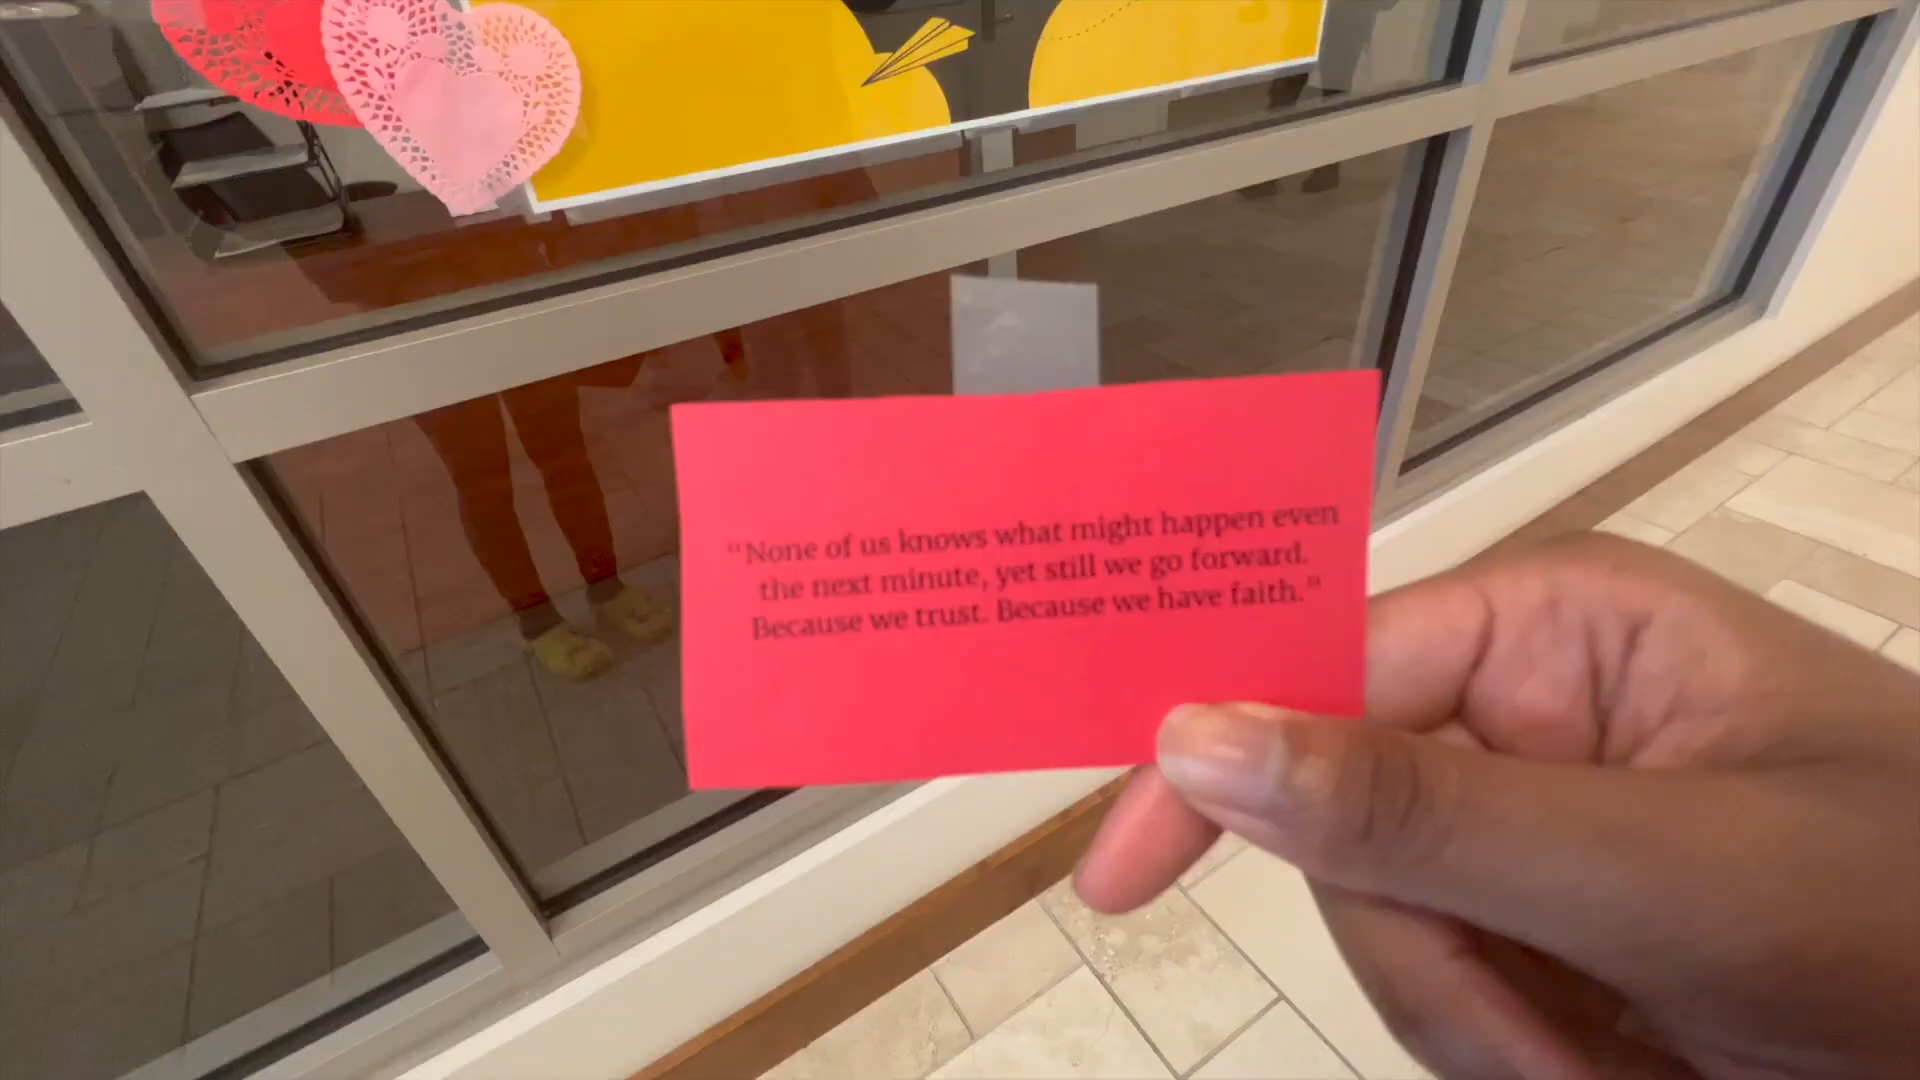 “None of us knows what might happen even
the next minute, yet still we go forward.
Because we trust. Because we have faith.”